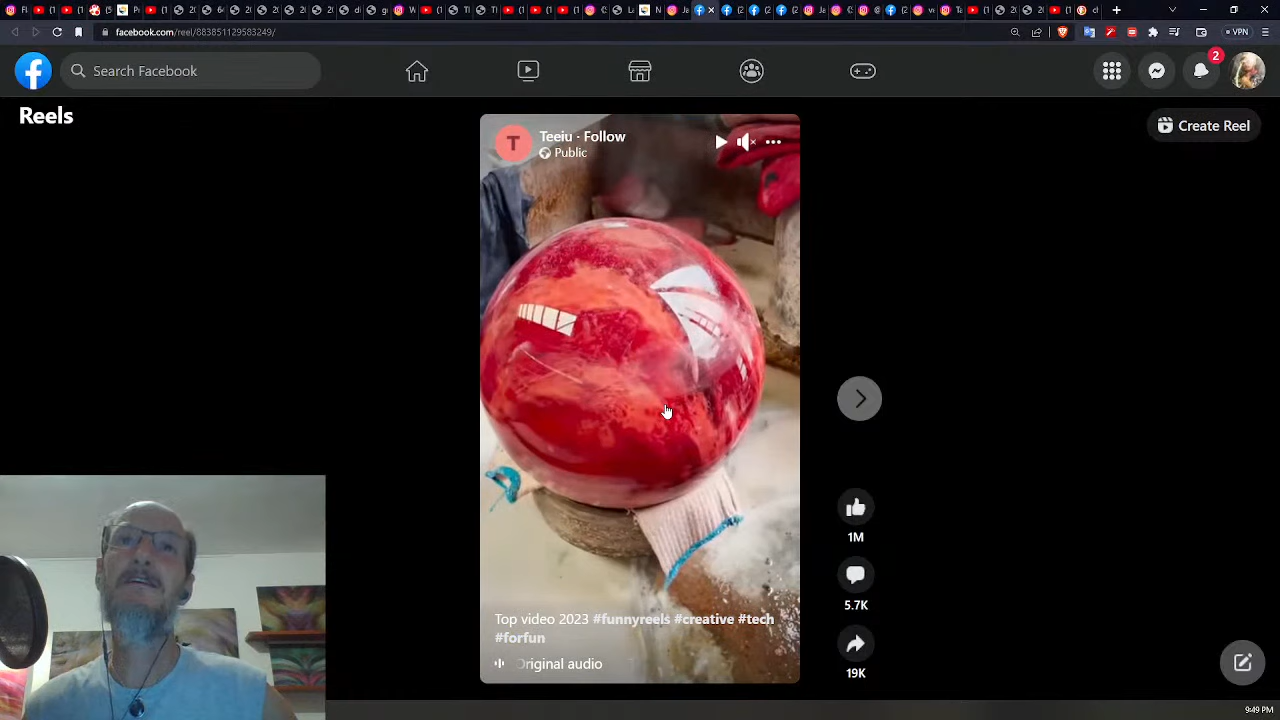 facebook.com/reel/883851129583249/
VPN
Search Facebook
2
Reels
Create Reel
T
Teeiu · Follow
Public
1M
5.7K
19K
Top video 2023 #funnyreels #creative #tech
#forfun
Original audio
9:49 PM